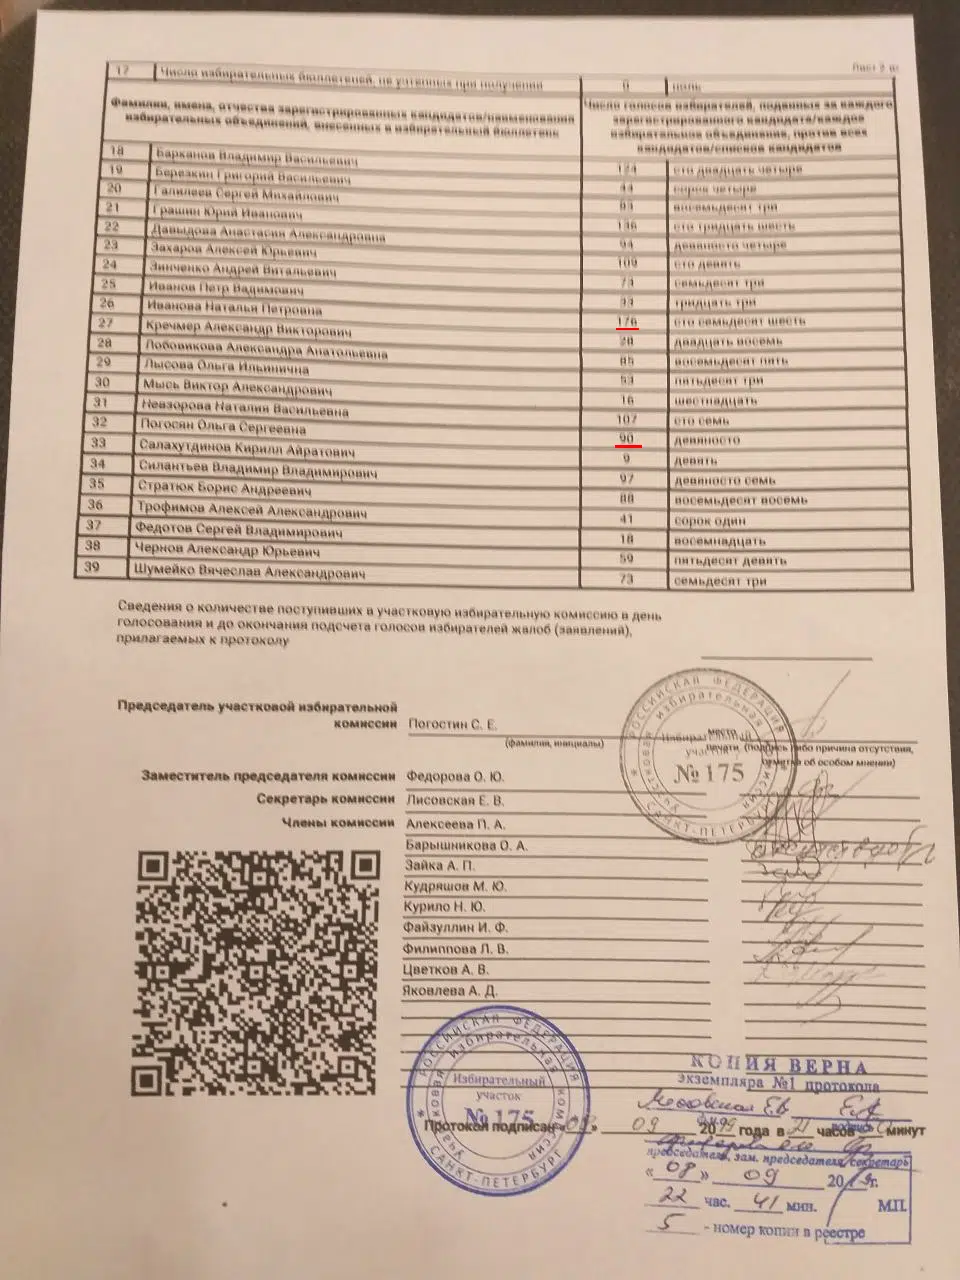 Лист 2 из
17 Число избирательных бюллетеней, не учтенных при получении 0 ноль
Фамилии, имена, отчества зарегистрированных кандидатов/наименования избирательных объединений, внесенных в избирательный бюллетень
Число голосов избирателей, поданных за каждого зарегистрированного кандидата/каждое избирательное объединение, против всех кандидатов/списков кандидатов
18 Барканов Владимир Васильевич 124 сто двадцать четыре
19 Березкин Григорий Васильевич 44 сорок четыре
20 Галилеев Сергей Михайлович 83 восемьдесят три
21 Грашин Юрий Иванович 136 сто тридцать шесть
22 Давыдова Анастасия Александровна 94 девяносто четыре
23 Захаров Алексей Юрьевич 109 сто девять
24 Зинченко Андрей Витальевич 73 семьдесят три
25 Иванов Петр Вадимович 33 тридцать три
26 Иванова Наталья Петровна 176 сто семьдесят шесть
27 Кречмер Александр Викторович 28 двадцать восемь
28 Лобовикова Александра Анатольевна 85 восемьдесят пять
29 Лысова Ольга Ильинична 53 пятьдесят три
30 Мысь Виктор Александрович 16 шестнадцать
31 Невзорова Наталия Васильевна 107 сто семь
32 Погосян Ольга Сергеевна 90 девяносто
33 Салахутдинов Кирилл Айратович 9 девять
34 Силантьев Владимир Владимирович 97 девяносто семь
35 Стратюк Борис Андреевич 88 восемьдесят восемь
36 Трофимов Алексей Александрович 41 сорок один
37 Федотов Сергей Владимирович 18 восемнадцать
38 Чернов Александр Юрьевич 59 пятьдесят девять
39 Шумейко Вячеслав Александрович 73 семьдесят три
Сведения о количестве поступивших в участковую избирательную комиссию в день
голосования и до окончания подсчета голосов избирателей жалоб (заявлений),
прилагаемых к протоколу
Председатель участковой избирательной
комиссии Погостин С. Е.
(фамилия, инициалы)
место
печати (подпись либо причина отсутствия,
отметка об особом мнении)
РОССИЙСКАЯ ФЕДЕРАЦИЯ
САНКТ-ПЕТЕРБУРГ
участковая избирательная комиссия
Избирательный
участок
№ 175
Заместитель председателя комиссии Федорова О. Ю.
Секретарь комиссии Лисовская Е. В.
Члены комиссии Алексеева П. А.
Барышникова О. А.
Зайка А. П.
Кудряшов М. Ю.
Курило Н. Ю.
Файзуллин И. Ф.
Филиппова Л. В.
Цветков А. В.
Яковлева А. Д.
РОССИЙСКАЯ ФЕДЕРАЦИЯ
САНКТ-ПЕТЕРБУРГ
участковая избирательная комиссия
Избирательный
участок
№ 175
КОПИЯ ВЕРНА
экземпляра №1 протокола
Протокол подписан « » 09 года в часов минут
председатель, зам. председателя, секретарь
« 08 » 09 2019г.
22 час. 41 мин. М.П.
5 - номер копии в реестре